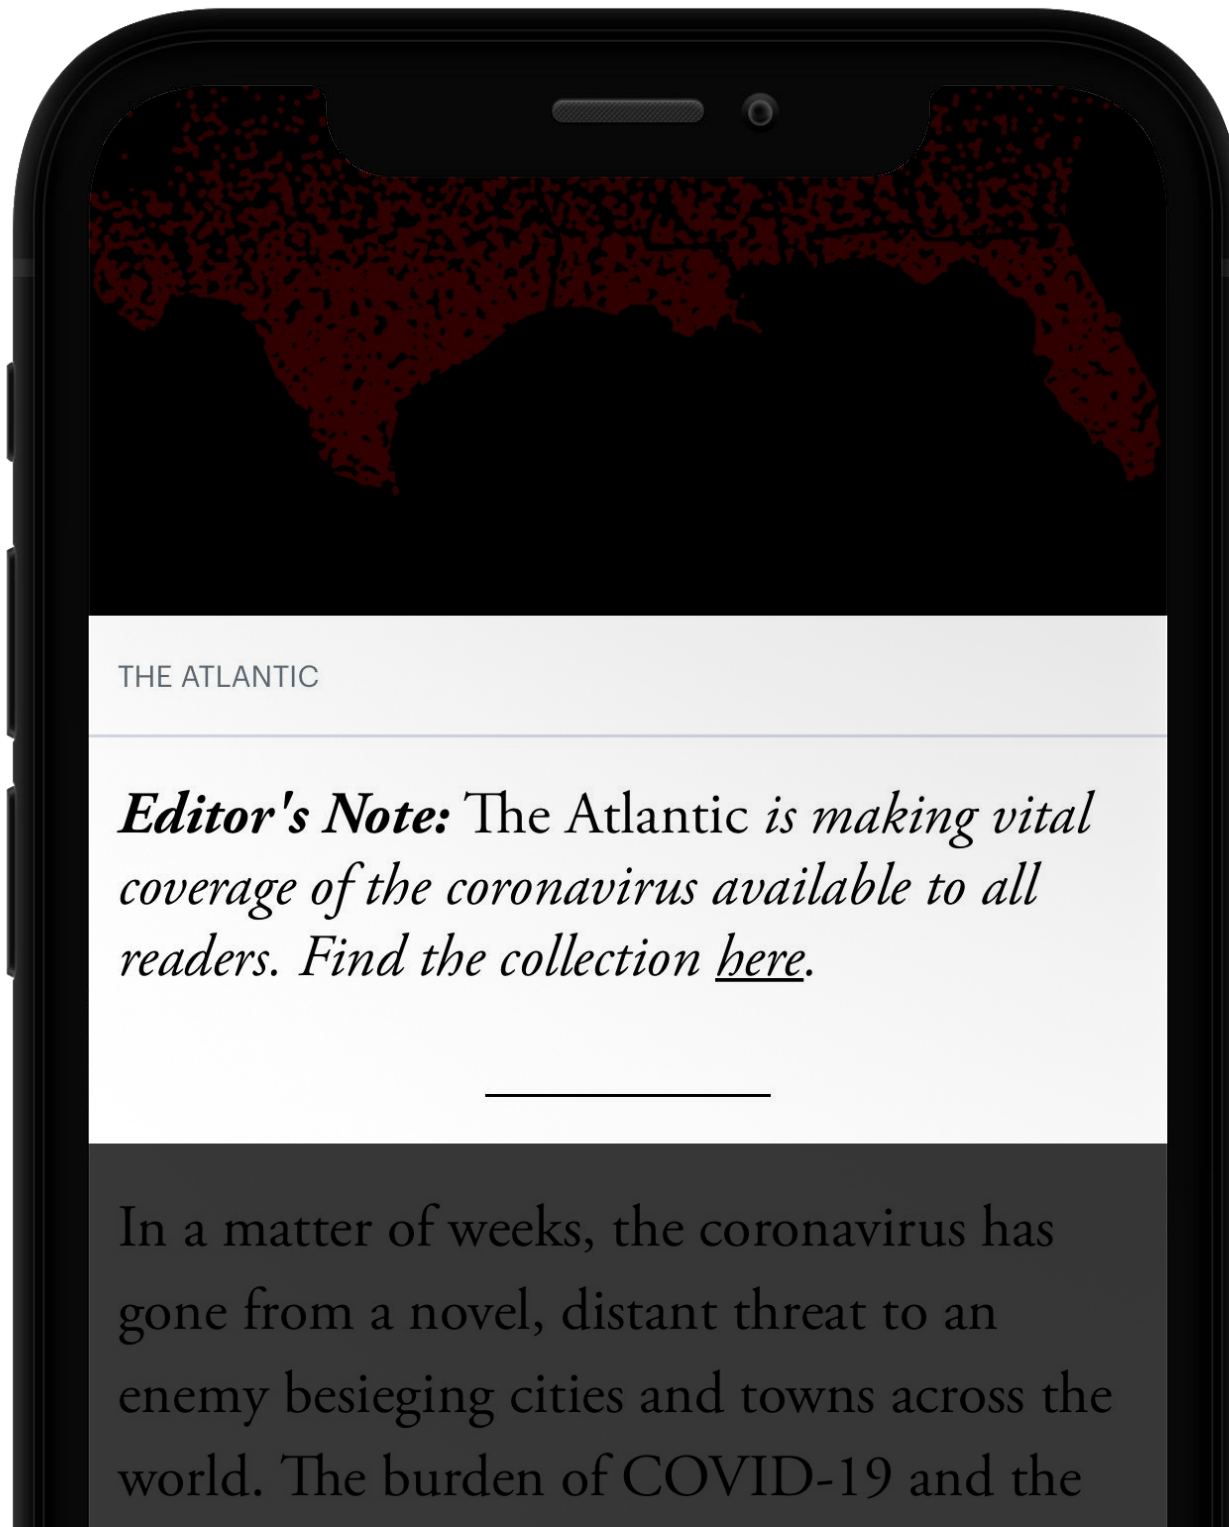 THE ATLANTIC
Editor's Note: The Atlantic is making vital
coverage of the coronavirus available to all
readers. Find the collection here.
In a matter of weeks, the coronavirus has
gone from a novel, distant threat to an
enemy besieging cities and towns across the
world. The burden of COVID-19 and the